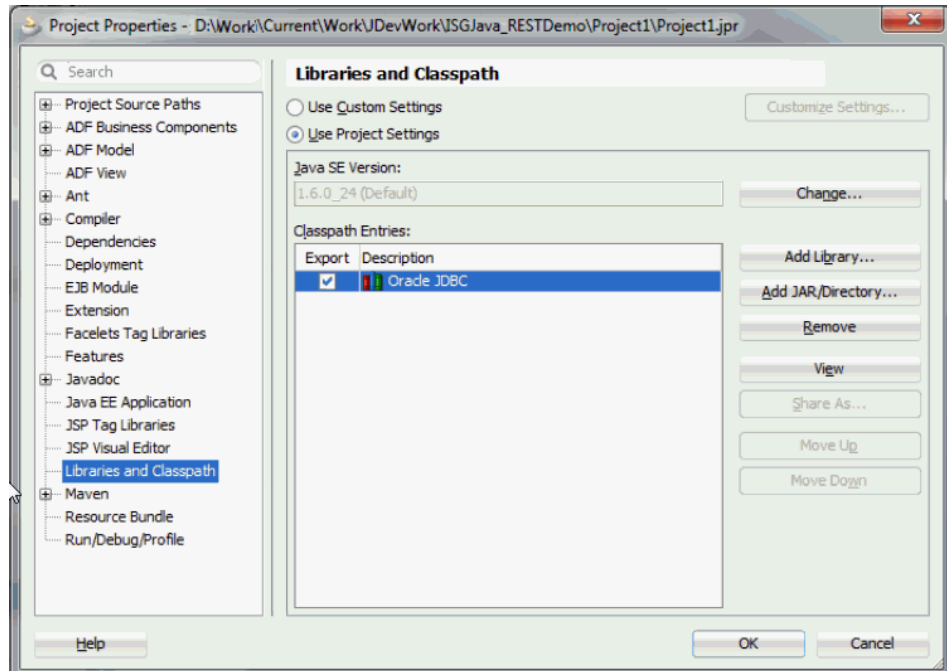 Project Properties - D:\Work\Current\Work\JDevWork\ISGJava_RESTDemo\Project1\Project1.jpr
Search
Project Source Paths
ADF Business Components
ADF Model
ADF View
Ant
Compiler
Dependencies
Deployment
EJB Module
Extension
Facelets Tag Libraries
Features
Javadoc
Java EE Application
JSP Tag Libraries
JSP Visual Editor
Libraries and Classpath
Maven
Resource Bundle
Run/Debug/Profile
Libraries and Classpath
Use Custom Settings
Customize Settings...
Use Project Settings
Java SE Version:
1.6.0_24 (Default)
Change...
Classpath Entries:
Export Description
Oracle JDBC
Add Library...
Add JAR/Directory...
Remove
View
Share As...
Move Up
Move Down
Help
OK
Cancel